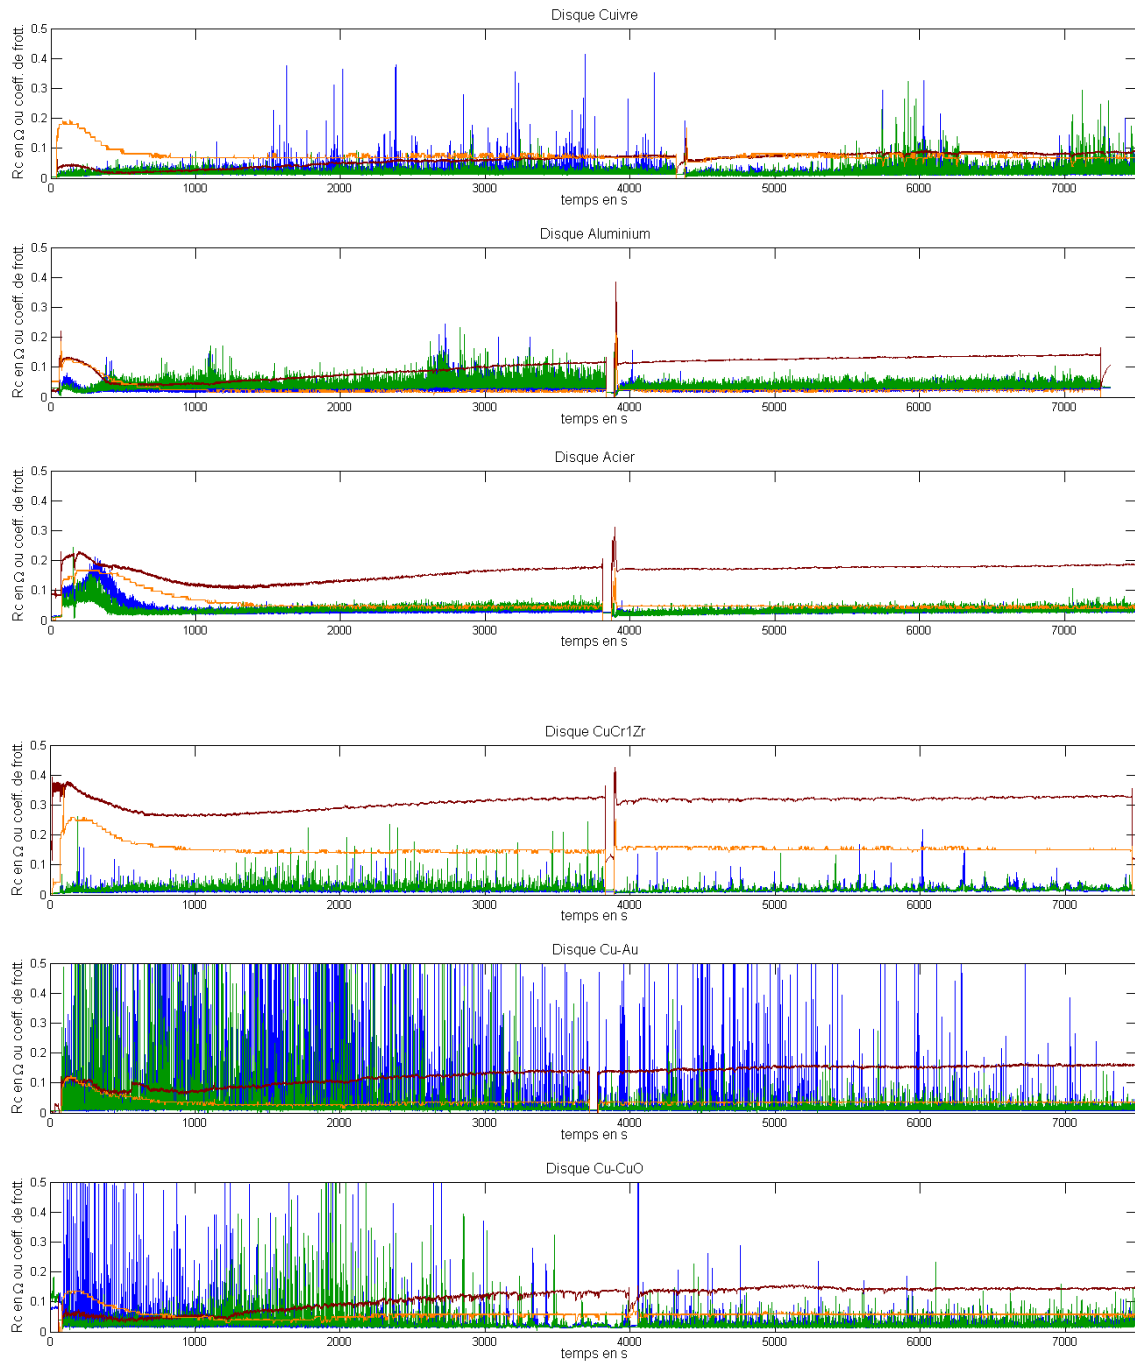 Disque Cuivre
Rc en Ω ou coeff. de frott.
0.5
0.4
0.3
0.2
0.1
0
0 1000 2000 3000 4000 5000 6000 7000
temps en s
Disque Aluminium
Rc en Ω ou coeff. de frott.
0.5
0.4
0.3
0.2
0.1
0
0 1000 2000 3000 4000 5000 6000 7000
temps en s
Disque Acier
Rc en Ω ou coeff. de frott.
0.5
0.4
0.3
0.2
0.1
0
0 1000 2000 3000 4000 5000 6000 7000
temps en s
Disque CuCr1Zr
Rc en Ω ou coeff. de frott.
0.5
0.4
0.3
0.2
0.1
0
0 1000 2000 3000 4000 5000 6000 7000
temps en s
Disque Cu-Au
Rc en Ω ou coeff. de frott.
0.5
0.4
0.3
0.2
0.1
0
0 1000 2000 3000 4000 5000 6000 7000
temps en s
Disque Cu-CuO
Rc en Ω ou coeff. de frott.
0.5
0.4
0.3
0.2
0.1
0
0 1000 2000 3000 4000 5000 6000 7000
temps en s